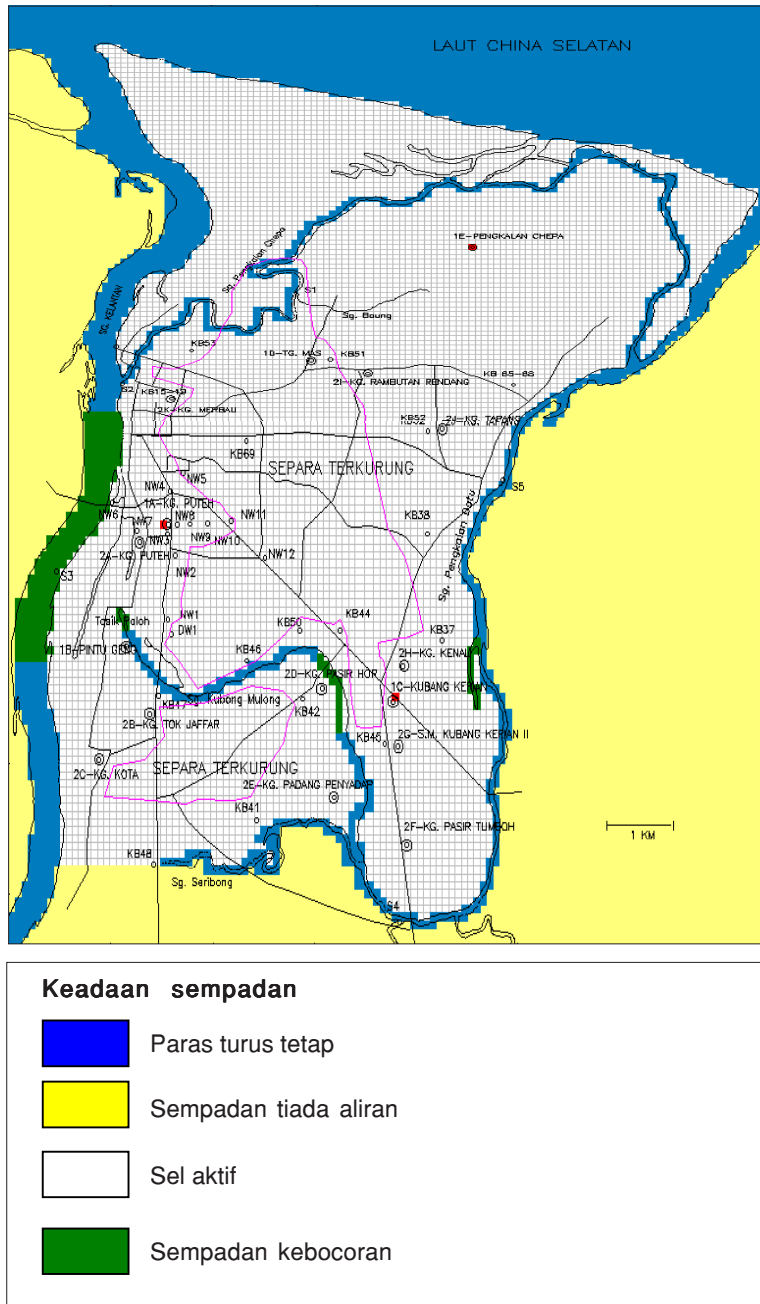 LAUT CHINA SELATAN
1E-PENGKALAN CHEPA
Sg. Pengkalan Chepa
S1
SG. KELANTAN
Sg. Baung
KB53
1D-TG. MAS
KB51
2I-KG. RAMBUTAN RENDANG
KB 65-68
S2
KB15-19
2K-KG. MERBAU
KB52
2J-KG. TAPANG
KB69
SEPARA TERKURUNG
NW5
NW4
S5
1A-KG. PUTEH
NW6
NW7
NW8
NW11
NW3
NW9
NW10
KB38
2A-KG. PUTEH
NW12
Sg. Pengkalan Datu
NW2
S3
Tasik Paloh
NW1
DW1
KB50
KB44
KB37
1B-PINTU GENG
KB46
2H-KG. KENALI
2D-KG. PASIR HOR
1C-KUBANG KERIAN
KB47
Sg. Kubong Mulong
KB42
2B-KG. TOK JAFFAR
KB45
2G-S.M. KUBANG KERIAN II
2C-KG. KOTA
SEPARA TERKURUNG
2E-KG. PADANG PENYADAP
KB41
2F-KG. PASIR TUMBOH
1 KM
KB48
Sg. Seribong
S4
Keadaan sempadan
Paras turus tetap
Sempadan tiada aliran
Sel aktif
Sempadan kebocoran